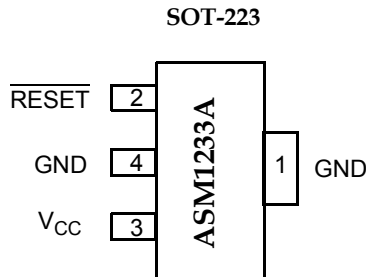 SOT-223
RESET 2
GND 4
VCC 3
ASM1233A
1 GND